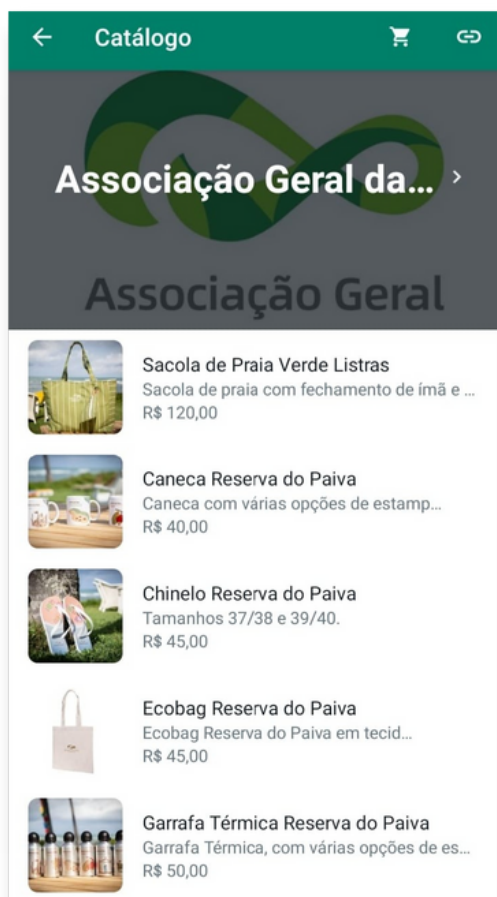 Catálogo
Associação Geral da...
Associação Geral
Sacola de Praia Verde Listras
Sacola de praia com fechamento de ímã e ...
R$ 120,00
Caneca Reserva do Paiva
Caneca com várias opções de estamp...
R$ 40,00
Chinelo Reserva do Paiva
Tamanhos 37/38 e 39/40.
R$ 45,00
Ecobag Reserva do Paiva
Ecobag Reserva do Paiva em tecid...
R$ 45,00
Garrafa Térmica Reserva do Paiva
Garrafa Térmica, com várias opções de es...
R$ 50,00